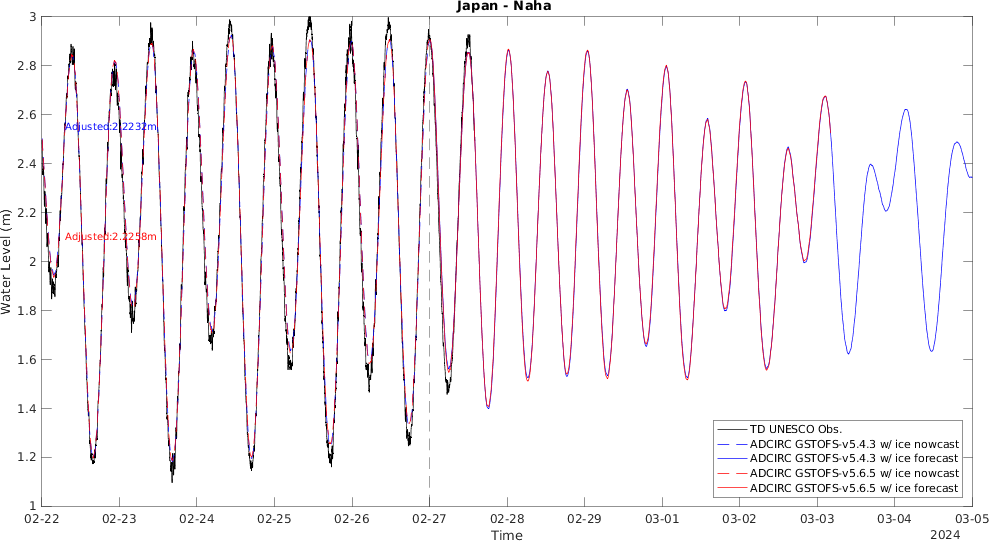 Japan - Naha
3
2.8
2.6
2.4
2.2
2
1.8
1.6
1.4
1.2
1
Water Level (m)
Adjusted:2.2232m
Adjusted:2.2258m
TD UNESCO Obs.
ADCIRC GSTOFS-v5.4.3 w/ ice nowcast
ADCIRC GSTOFS-v5.4.3 w/ ice forecast
ADCIRC GSTOFS-v5.6.5 w/ ice nowcast
ADCIRC GSTOFS-v5.6.5 w/ ice forecast
02-22 02-23 02-24 02-25 02-26 02-27 02-28 02-29 03-01 03-02 03-03 03-04 03-05
Time
2024